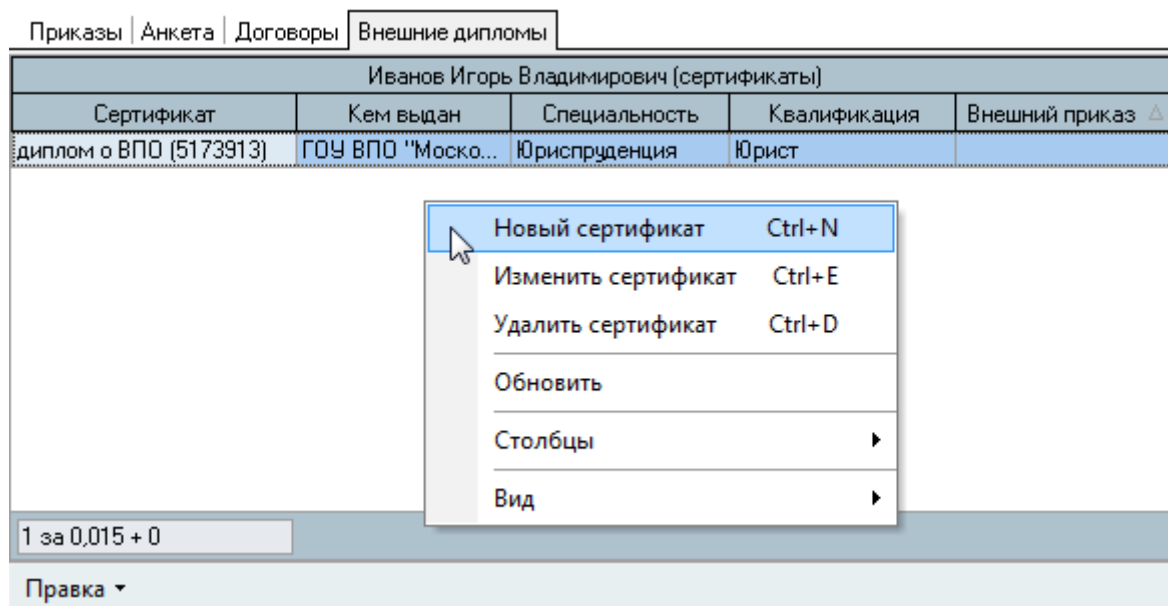 Приказы Анкета Договоры Внешние дипломы
Иванов Игорь Владимирович (сертификаты)
Сертификат Кем выдан Специальность Квалификация Внешний приказ
диплом о ВПО (5173913) ГОУ ВПО "Моско... Юриспруденция Юрист
Новый сертификат Ctrl+N
Изменить сертификат Ctrl+E
Удалить сертификат Ctrl+D
Обновить
Столбцы
Вид
1 за 0,015 + 0
Правка